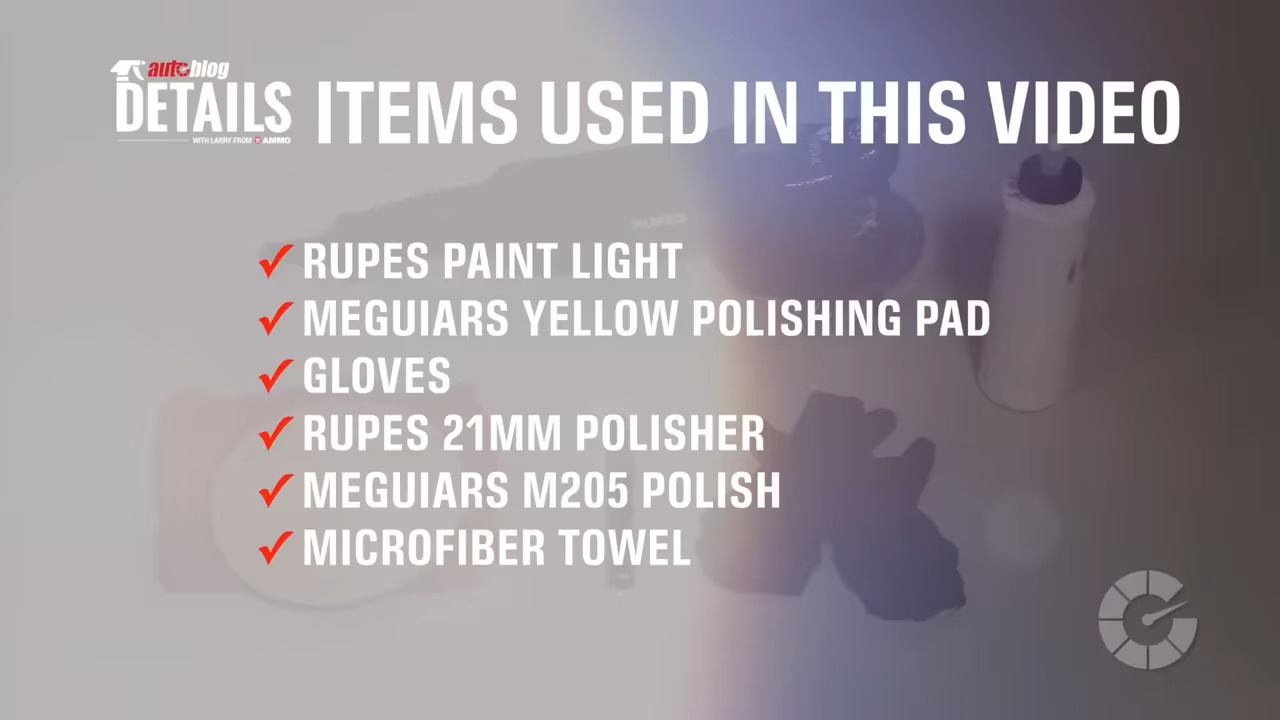 autoblog
DETAILS
WITH LARRY FROM AMMO
ITEMS USED IN THIS VIDEO
RUPES PAINT LIGHT
MEGUIARS YELLOW POLISHING PAD
GLOVES
RUPES 21MM POLISHER
MEGUIARS M205 POLISH
MICROFIBER TOWEL
RUPES